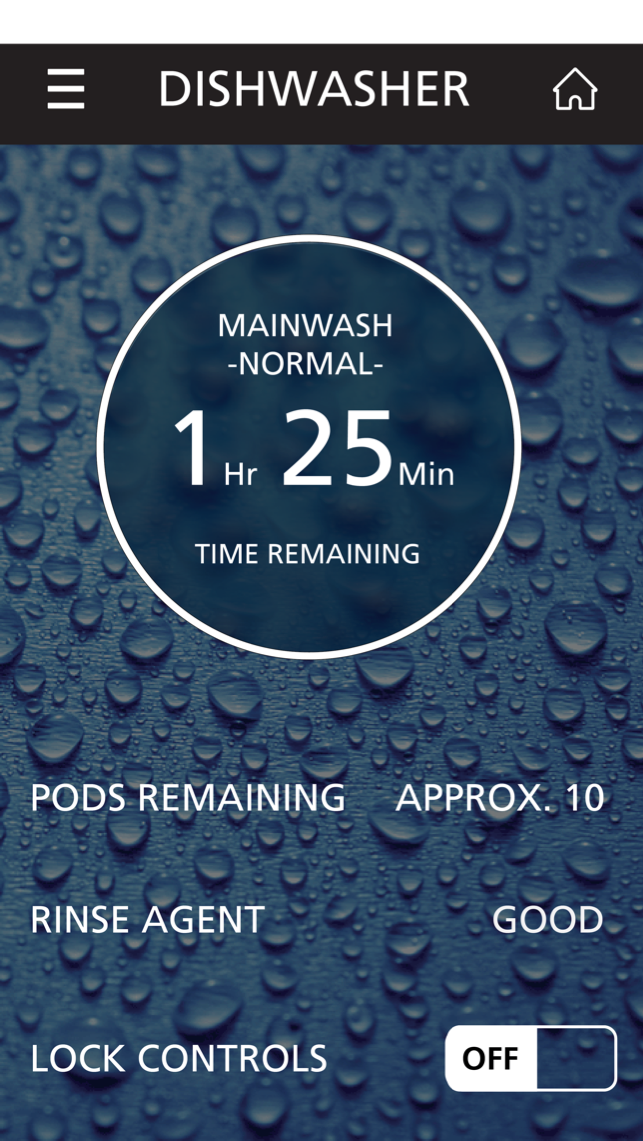 DISHWASHER
MAINWASH
-NORMAL-
1 Hr 25 Min
TIME REMAINING
PODS REMAINING APPROX. 10
RINSE AGENT GOOD
LOCK CONTROLS OFF